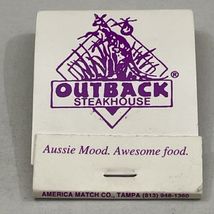 OUTBACK®
STEAKHOUSE
Aussie Mood. Awesome food.
AMERICA MATCH CO., TAMPA (813) 948-1360